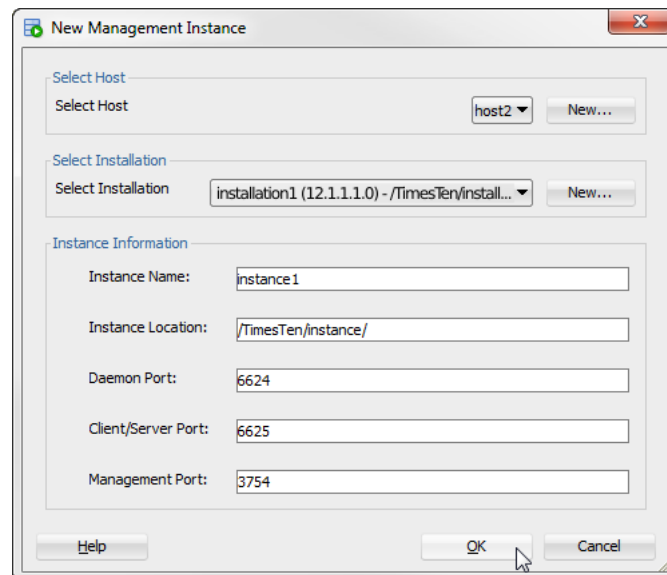 New Management Instance
Select Host
Select Host host2 New...
Select Installation
Select Installation installation1 (12.1.1.1.0) - /TimesTen/install... New...
Instance Information
Instance Name: instance1
Instance Location: /TimesTen/instance/
Daemon Port: 6624
Client/Server Port: 6625
Management Port: 3754
Help OK Cancel